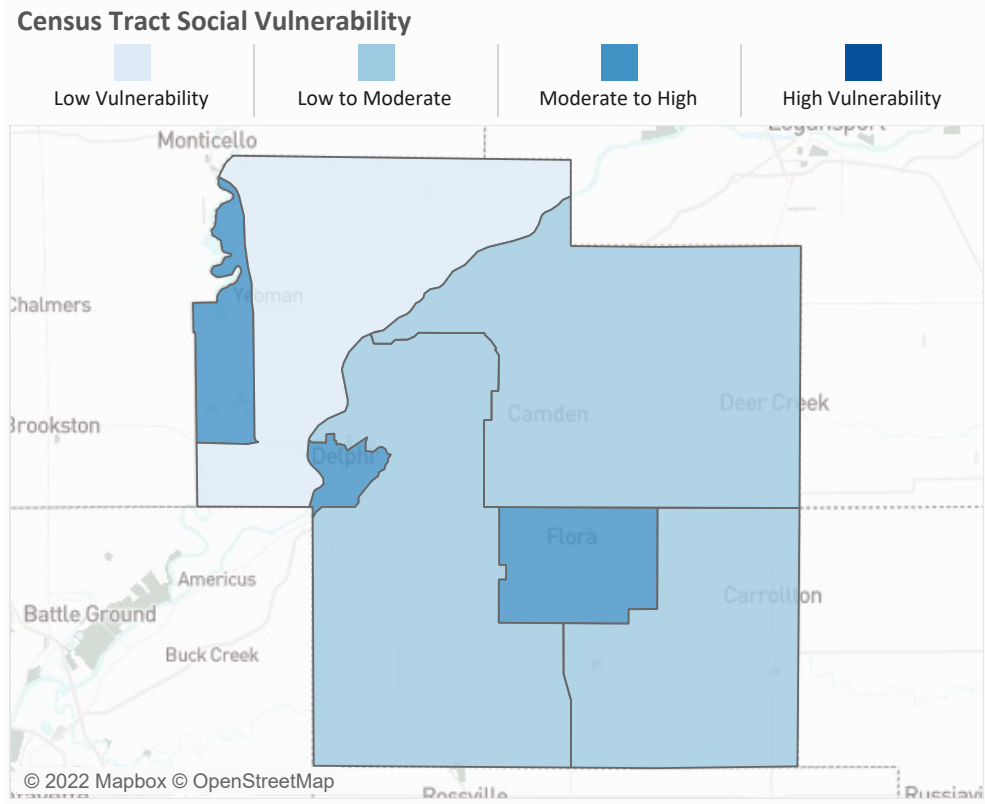 Census Tract Social Vulnerability
Low Vulnerability
Low to Moderate
Moderate to High
High Vulnerability
Monticello
Logansport
Yeoman
Chalmers
Deer Creek
Camden
Brookston
Delphi
Flora
Americus
Carrollton
Battle Ground
Buck Creek
© 2022 Mapbox © OpenStreetMap
Rossville